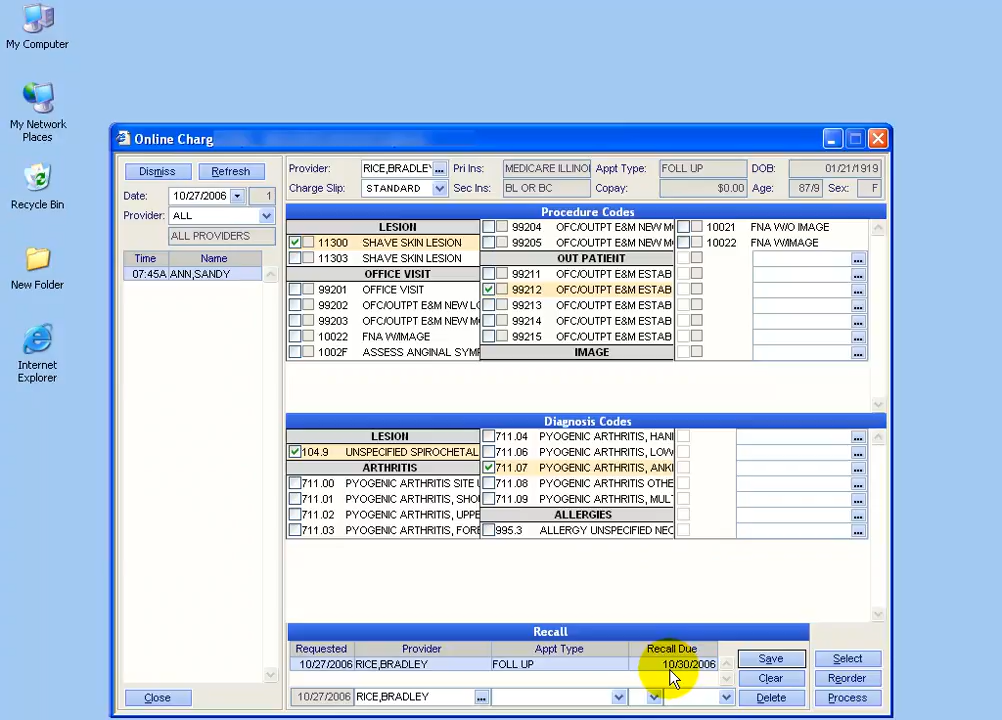 My Computer
My Network
Places
Recycle Bin
New Folder
Internet
Explorer
Online Charg
Dismiss Refresh
Date: 10/27/2006 1
Provider: ALL
ALL PROVIDERS
Time Name
07:45A ANN,SANDY
Close
Provider: RICE,BRADLEY ... Pri Ins: MEDICARE ILLINOI Appt Type: FOLL UP DOB: 01/21/1919
Charge Slip: STANDARD Sec Ins: BL OR BC Copay: $0.00 Age: 87/9 Sex: F
Procedure Codes
LESION
11300 SHAVE SKIN LESION
11303 SHAVE SKIN LESION
OFFICE VISIT
99201 OFFICE VISIT
99202 OFC/OUTPT E&M NEW LO
99203 OFC/OUTPT E&M NEW M
10022 FNA W/IMAGE
1002F ASSESS ANGINAL SYM
99204 OFC/OUTPT E&M NEW M
99205 OFC/OUTPT E&M NEW M
OUT PATIENT
99211 OFC/OUTPT E&M ESTAB
99212 OFC/OUTPT E&M ESTAB
99213 OFC/OUTPT E&M ESTAB
99214 OFC/OUTPT E&M ESTAB
99215 OFC/OUTPT E&M ESTAB
IMAGE
10021 FNA W/O IMAGE
10022 FNA W/IMAGE
...
...
...
...
...
...
...
Diagnosis Codes
LESION
104.9 UNSPECIFIED SPIROCHETAL
ARTHRITIS
711.00 PYOGENIC ARTHRITIS SITE
711.01 PYOGENIC ARTHRITIS, SHO
711.02 PYOGENIC ARTHRITIS, UPP
711.03 PYOGENIC ARTHRITIS, FOR
711.04 PYOGENIC ARTHRITIS, HAN
711.06 PYOGENIC ARTHRITIS, LOW
711.07 PYOGENIC ARTHRITIS, ANK
711.08 PYOGENIC ARTHRITIS OTHE
711.09 PYOGENIC ARTHRITIS, MUL
ALLERGIES
995.3 ALLERGY UNSPECIFIED NEC
...
...
...
...
...
...
...
Recall
Requested Provider Appt Type Recall Due
10/27/2006 RICE,BRADLEY FOLL UP 10/30/2006
10/27/2006 RICE,BRADLEY ...
Save Select
Clear Reorder
Delete Process